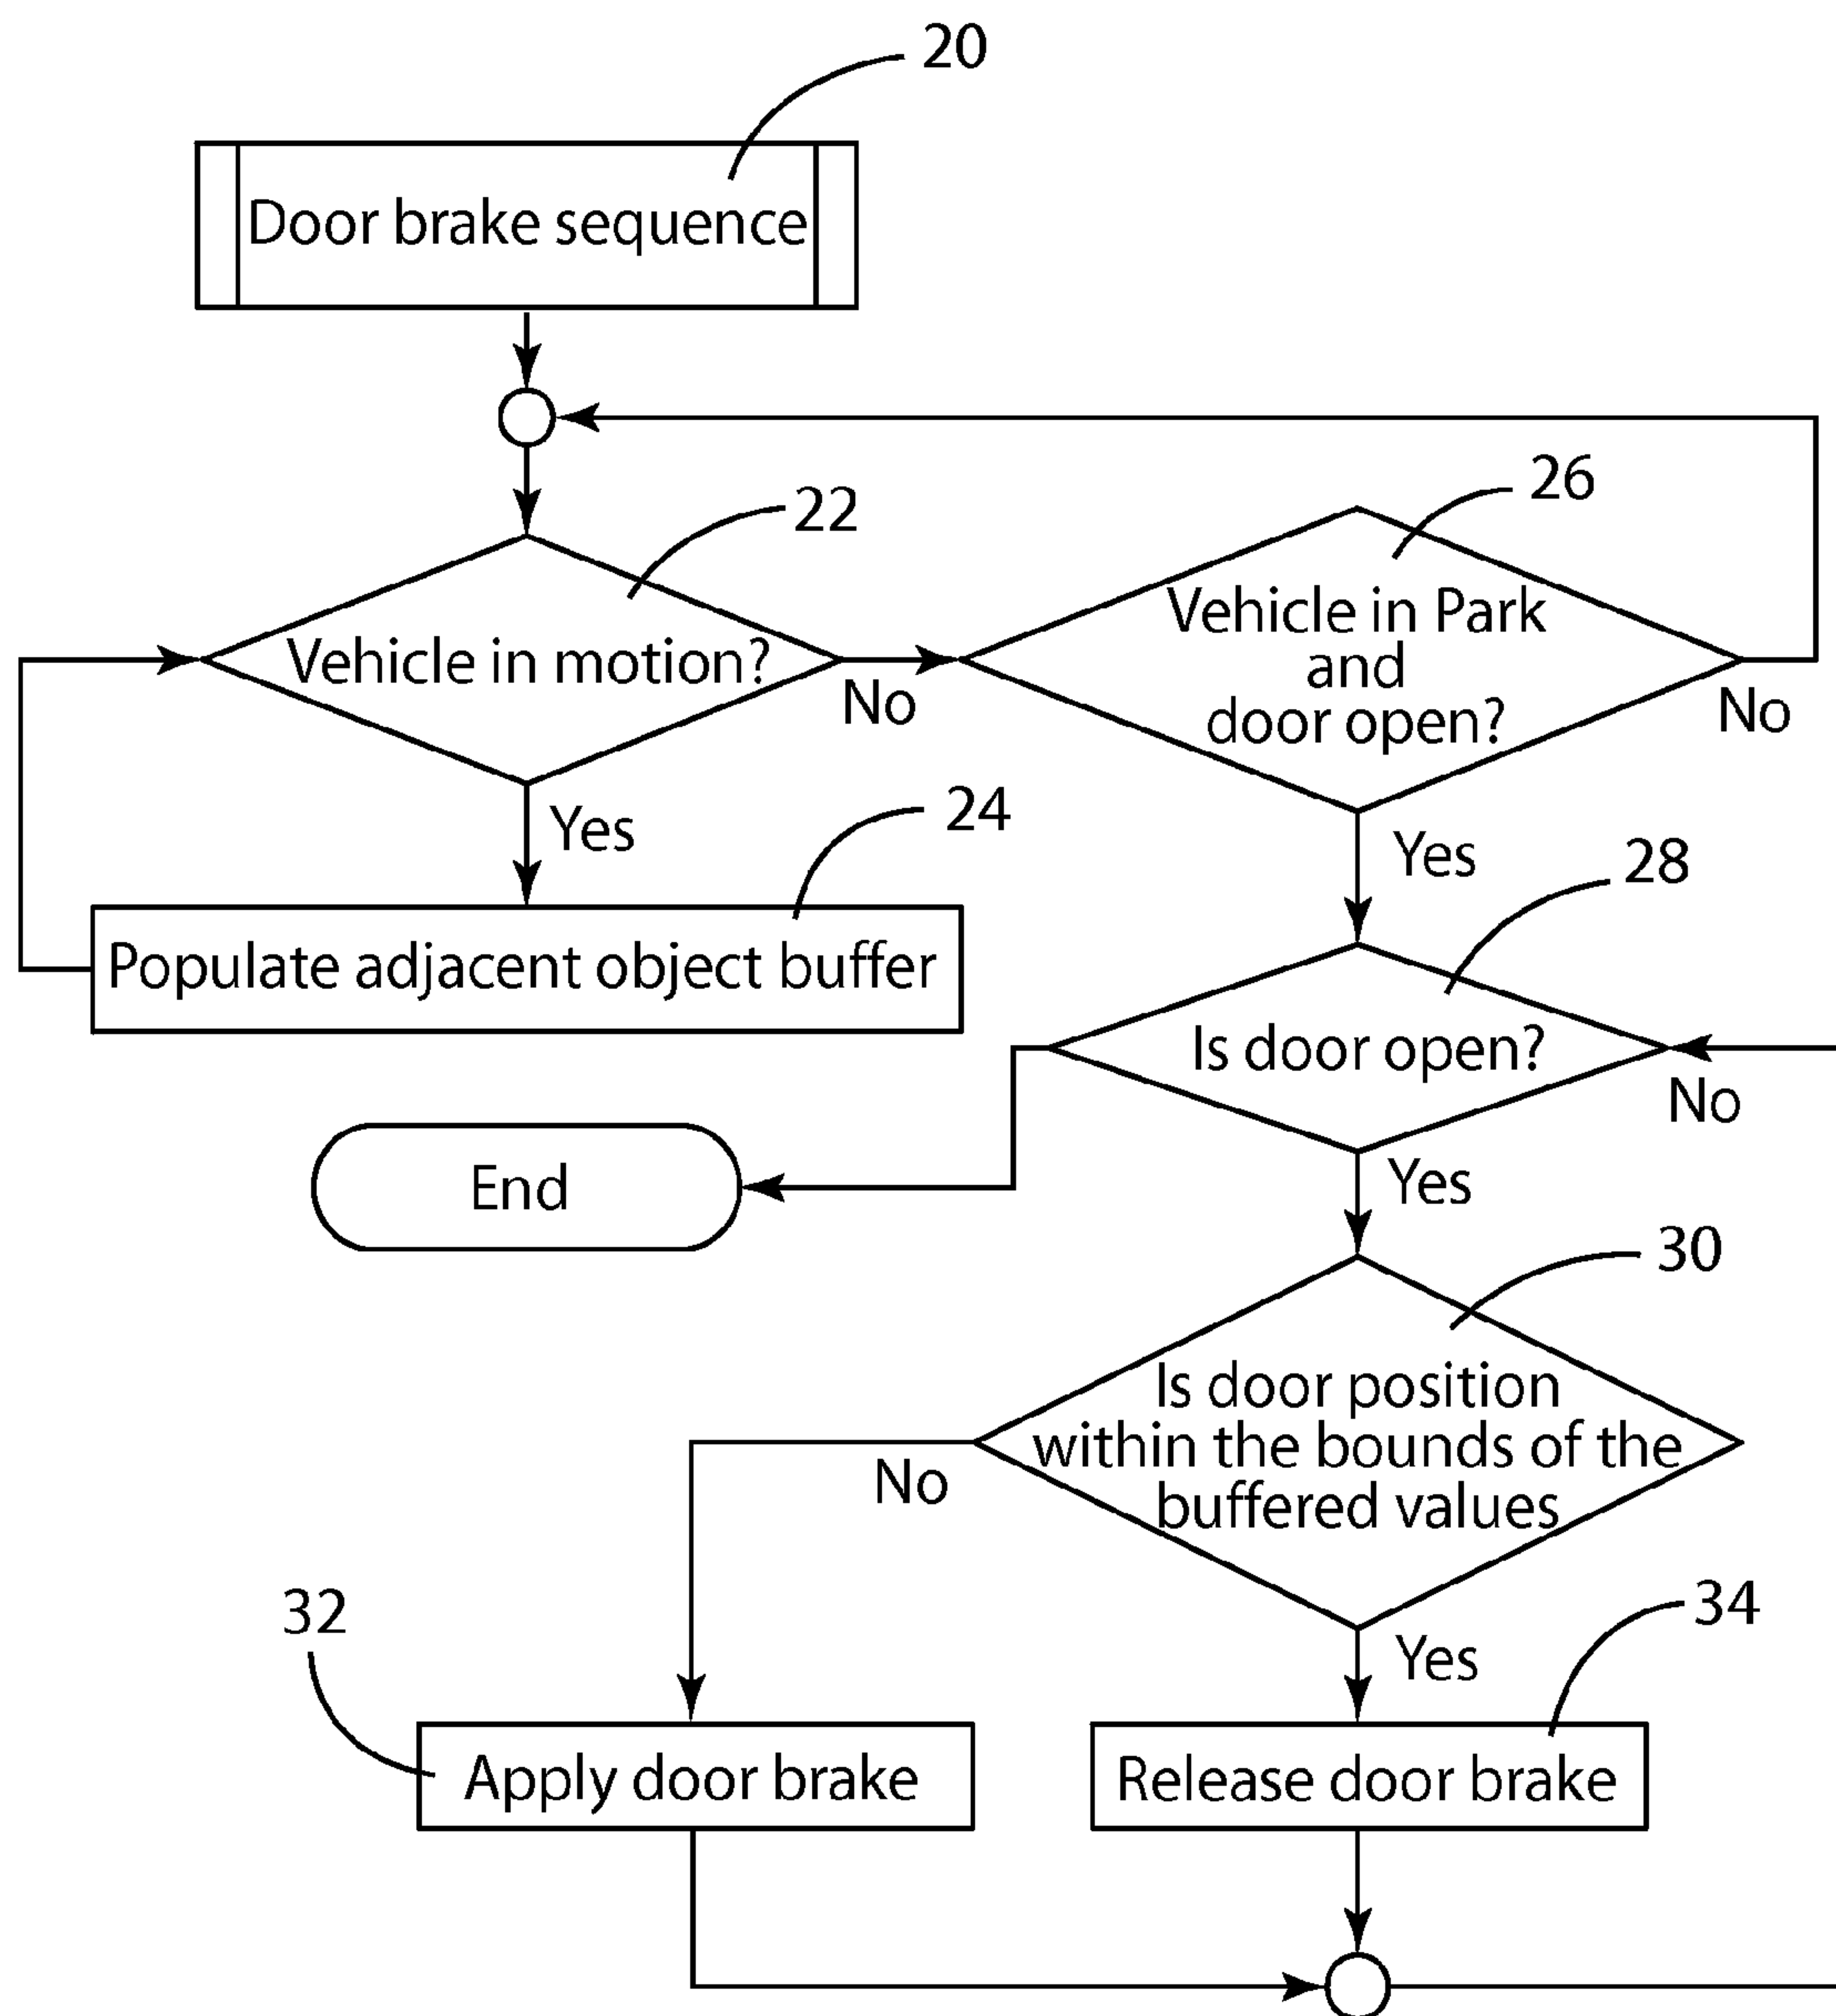 20
Door brake sequence
26
22
Vehicle in Park
and
door open?
Vehicle in motion?
No
No
24
Yes
Yes
28
Populate adjacent object buffer
Is door open?
No
End
Yes
30
Is door position
within the bounds of the
buffered values
No
32
34
Yes
Apply door brake
Release door brake